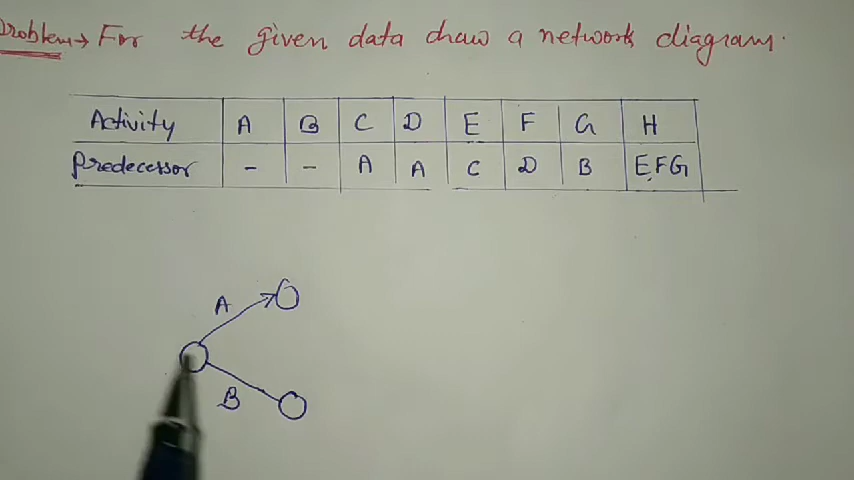 Problem → For the given data draw a network diagram.
Activity A B C D E F G H
Predecessor - - A A C D B E,F,G
A
B